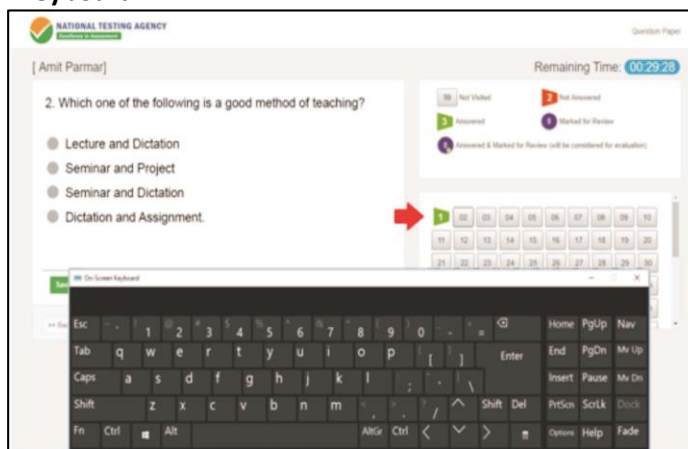 NATIONAL TESTING AGENCY
Excellence in Assessment
Question Paper
[ Amit Parmar]
Remaining Time: 00:29:28
2. Which one of the following is a good method of teaching?
Lecture and Dictation
Seminar and Project
Seminar and Dictation
Dictation and Assignment.
Not Visited
2 Not Answered
3 Answered
Marked for Review
Answered & Marked for Review (will be considered for evaluation)
1 02 03 04 05 06 07 08 09 10
11 12 13 14 15 16 17 18 19 20
21 22 23 24 25 26 27 28 29 30
On-Screen Keyboard
Esc 1 2 3 4 5 6 7 8 9 0 - = Home PgUp Nav
Tab q w e r t y u i o p [ ] Enter End PgDn Mv Up
Caps a s d f g h j k l ; ' \ Insert Pause Mv Dn
Shift z x c v b n m , . / Shift Del PrtScn ScrLk Dock
Fn Ctrl Alt AltGr Ctrl Options Help Fade